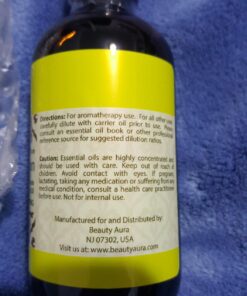 Directions: For aromatherapy use. For all other uses
carefully dilute with carrier oil prior to use. Please
consult an essential oil book or other professional
reference source for suggested dilution ratios.
Caution: Essential oils are highly concentrated and
should be used with care. Keep out of reach of
children. Avoid contact with eyes. If pregnant,
lactating, taking any medication or suffering from any
medical condition, consult a health care practitioner
before use. Not for internal use.
Manufactured for and Distributed by:
Beauty Aura
NJ 07302, USA
Visit us at: www.beautyaura.com